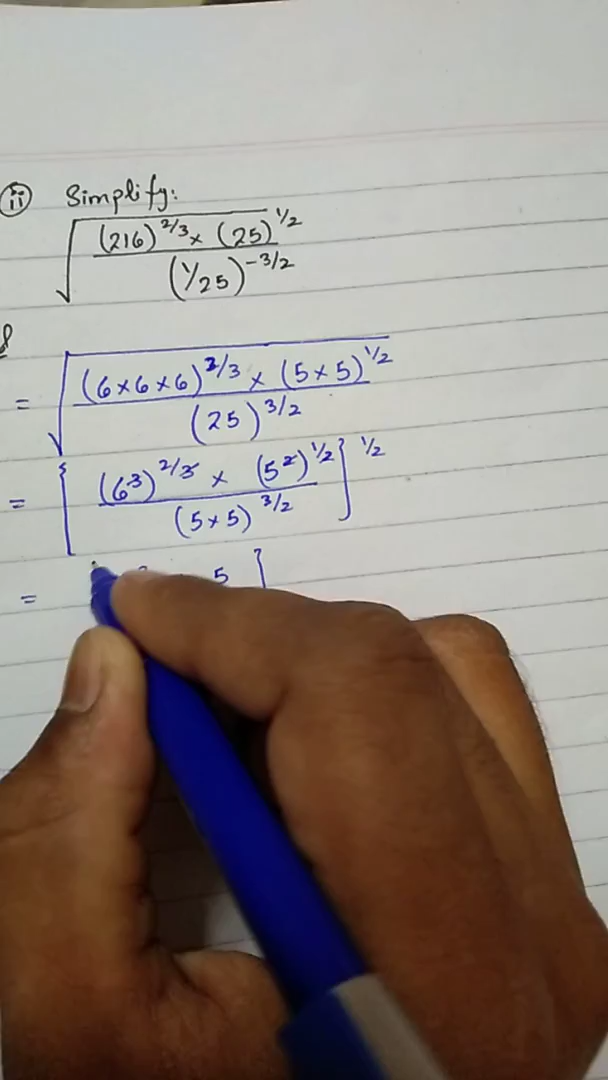 ii Simplify:
√((216)^2/3 × (25)^1/2 / (1/25)^-3/2)
= √((6×6×6)^2/3 × (5×5)^1/2 / (25)^3/2)
= [(6^3)^2/3 × (5^2)^1/2 / (5×5)^3/2]^1/2
= 5 ]